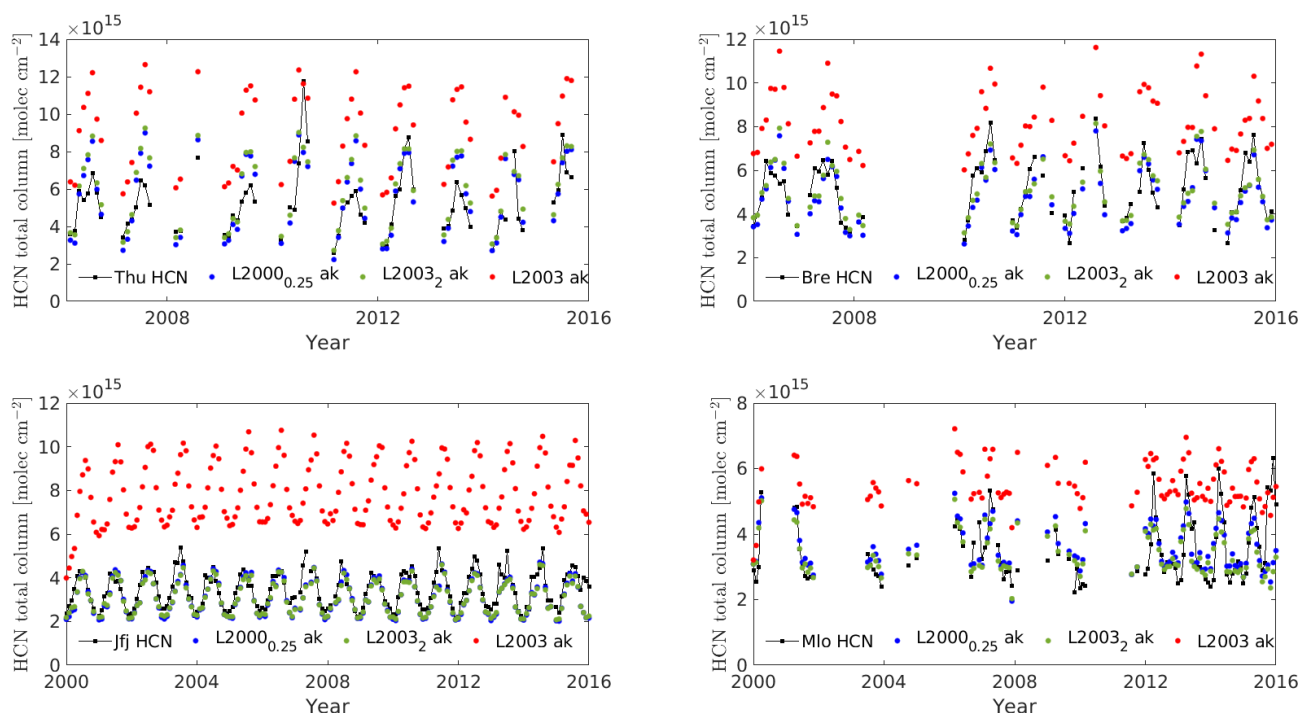 ×10^15
14
12
10
8
6
4
2
0
HCN total column [molec cm^−2]
Thu HCN L2000_0.25 ak L2003_2 ak L2003 ak
2008 2012 2016
Year
×10^15
12
10
8
6
4
2
0
HCN total column [molec cm^−2]
Bre HCN L2000_0.25 ak L2003_2 ak L2003 ak
2008 2012 2016
Year
×10^15
12
10
8
6
4
2
0
HCN total column [molec cm^−2]
Jfj HCN L2000_0.25 ak L2003_2 ak L2003 ak
2000 2004 2008 2012 2016
Year
×10^15
8
6
4
2
0
HCN total column [molec cm^−2]
Mlo HCN L2000_0.25 ak L2003_2 ak L2003 ak
2000 2004 2008 2012 2016
Year